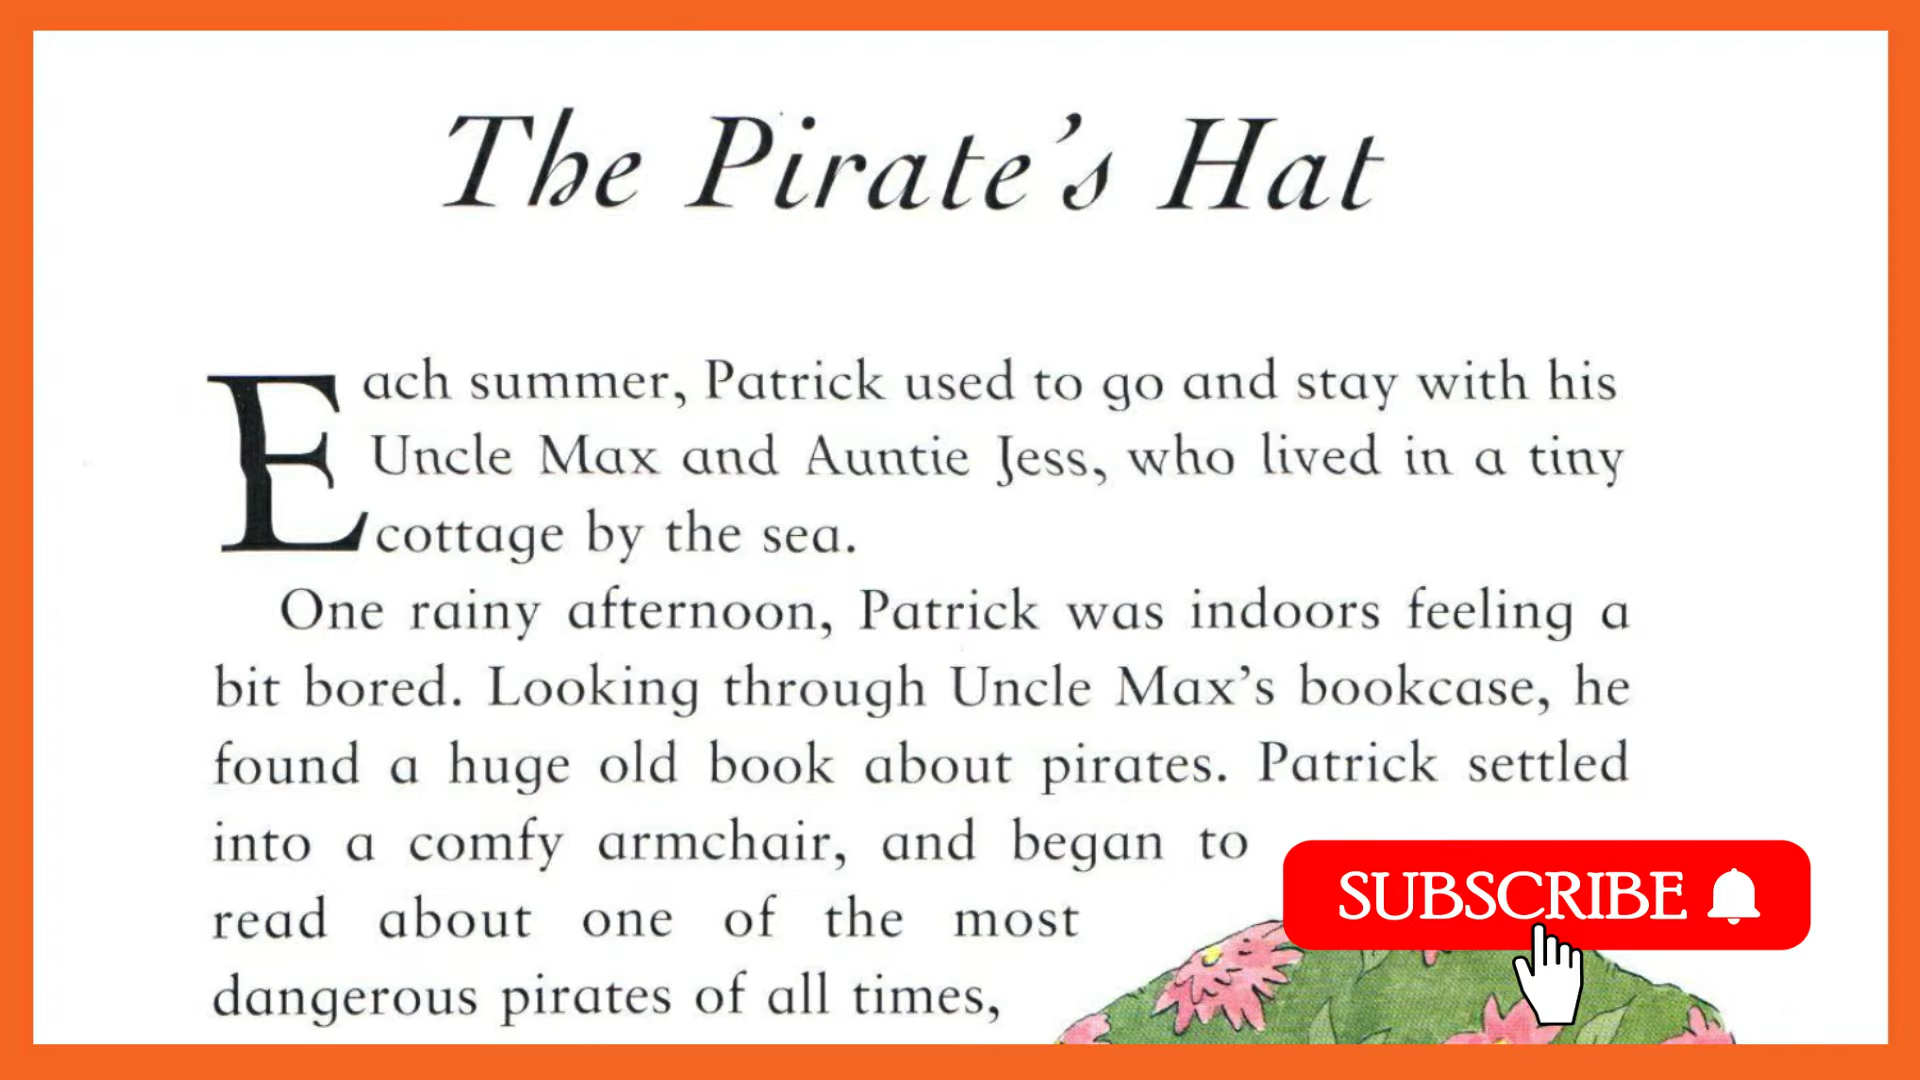 The Pirate's Hat
Each summer, Patrick used to go and stay with his
Uncle Max and Auntie Jess, who lived in a tiny
cottage by the sea.
One rainy afternoon, Patrick was indoors feeling a
bit bored. Looking through Uncle Max's bookcase, he
found a huge old book about pirates. Patrick settled
into a comfy armchair, and began to
read about one of the most
dangerous pirates of all times,
SUBSCRIBE